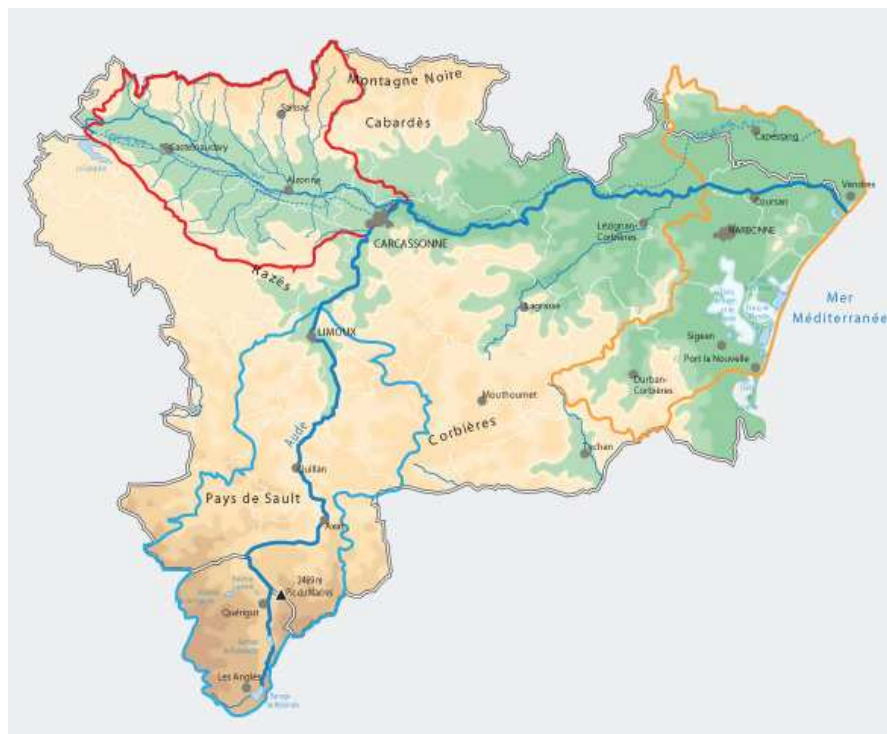 Montagne Noire
Saissac
Cabardès
Capestang
Castelnaudary
Alzonne
Vendres
Coursan
Lézignan-
Corbières
NARBONNE
CARCASSONNE
Razès
Lagrasse
Mer
Méditerranée
LIMOUX
Sigean
Port la Nouvelle
Durban-
Corbières
Mouthoumet
Aude
Corbières
Tuchan
Quillan
Pays de Sault
Axat
2469 m
Pic du Madres
Quérigut
Les Angles